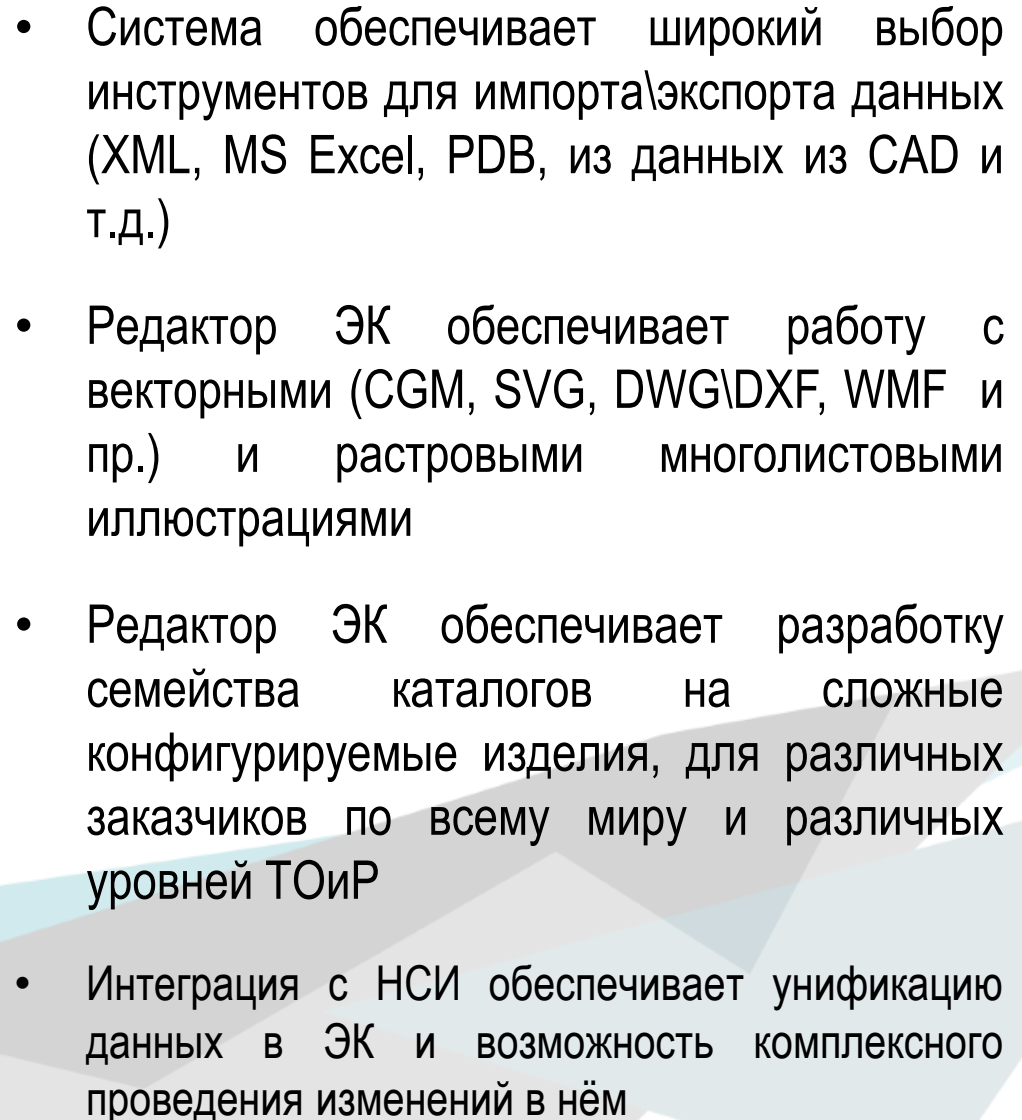 • Система обеспечивает широкий выбор
инструментов для импорта\экспорта данных
(XML, MS Excel, PDB, из данных из CAD и
т.д.)
• Редактор ЭК обеспечивает работу с
векторными (CGM, SVG, DWG\DXF, WMF и
пр.) и растровыми многолистовыми
иллюстрациями
• Редактор ЭК обеспечивает разработку
семейства каталогов на сложные
конфигурируемые изделия, для различных
заказчиков по всему миру и различных
уровней ТОиР
• Интеграция с НСИ обеспечивает унификацию
данных в ЭК и возможность комплексного
проведения изменений в нём